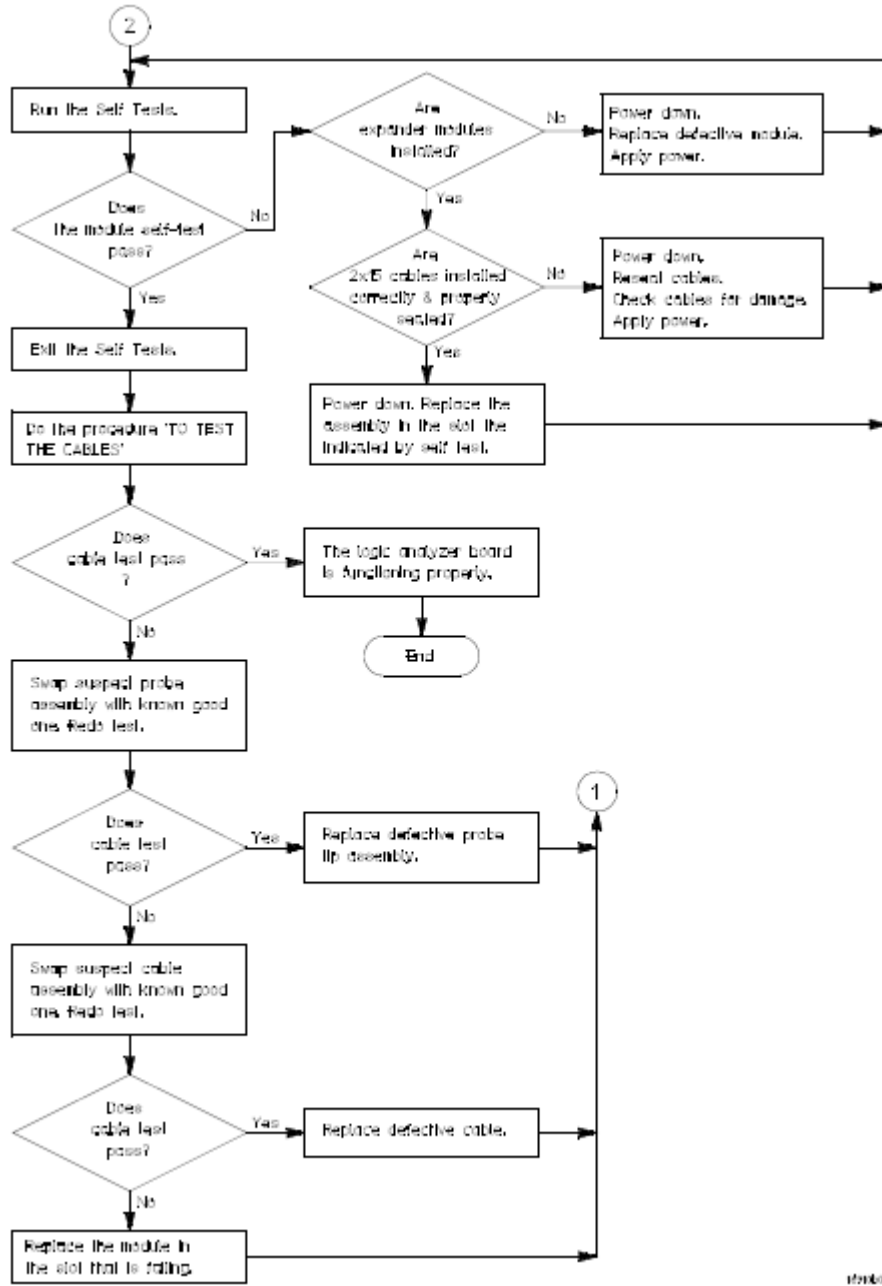 2
Run the Self Tests.
Does
the module self-test
pass?
No
Yes
Are
expander modules
installed?
No
Power down.
Replace defective module.
Apply power.
Yes
Are
2x15 cables installed
correctly & properly
seated?
No
Power down.
Reseat cables.
Check cables for damage.
Apply power.
Yes
Power down. Replace the
assembly in the slot the
indicated by self test.
Exit the Self Tests.
Do the procedure "TO TEST
THE CABLES"
Does
cable test pass
?
Yes
The logic analyzer board
is functioning properly.
End
No
Swap suspect probe
assembly with known good
one. Redo test.
Does
cable test
pass?
Yes
Replace defective probe
tip assembly.
1
No
Swap suspect cable
assembly with known good
one. Redo test.
Does
cable test
pass?
Yes
Replace defective cable.
No
Replace the module in
the slot that is failing.